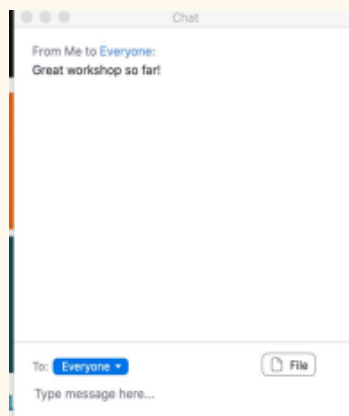 Chat
From Me to Everyone:
Great workshop so far!
To: Everyone File
Type message here...